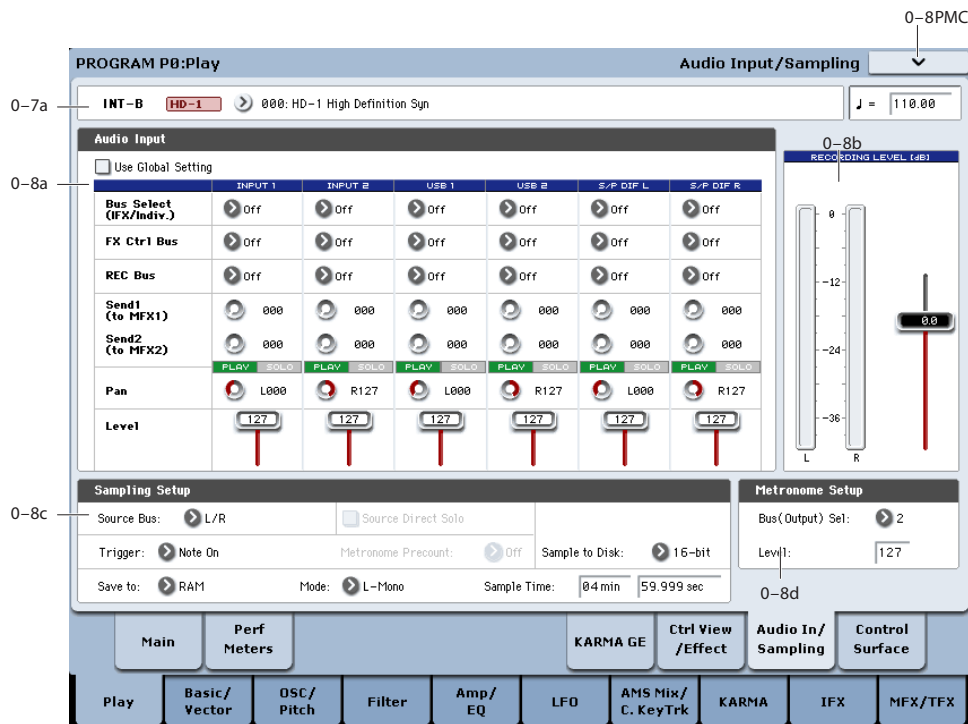 0–8PMC
PROGRAM P0:Play
Audio Input/Sampling
0–7a
INT-B
HD-1
000: HD-1 High Definition Syn
♩ = 110.00
Audio Input
0–8b
Use Global Setting
RECORDING LEVEL [dB]
0–8a
INPUT 1 INPUT 2 USB 1 USB 2 S/P DIF L S/P DIF R
Bus Select
(IFX/Indiv.)
Off Off Off Off Off Off
FX Ctrl Bus
Off Off Off Off Off Off
REC Bus
Off Off Off Off Off Off
Send1
(to MFX1)
000 000 000 000 000 000
Send2
(to MFX2)
000 000 000 000 000 000
PLAY SOLO PLAY SOLO PLAY SOLO PLAY SOLO PLAY SOLO PLAY SOLO
Pan
L000 R127 L000 R127 L000 R127
Level
127 127 127 127 127 127
0
-12
0.0
-24
-36
L R
Sampling Setup
Metronome Setup
0–8c
Source Bus: L/R
Source Direct Solo
Bus(Output) Sel: 2
Trigger: Note On
Metronome Precount: Off
Sample to Disk: 16-bit
Level: 127
Save to: RAM
Mode: L-Mono
Sample Time: 04 min 59.999 sec
0–8d
Main
Perf
Meters
KARMA GE
Ctrl View
/Effect
Audio In/
Sampling
Control
Surface
Play
Basic/
Vector
OSC/
Pitch
Filter
Amp/
EQ
LFO
AMS Mix/
C. KeyTrk
KARMA
IFX
MFX/TFX